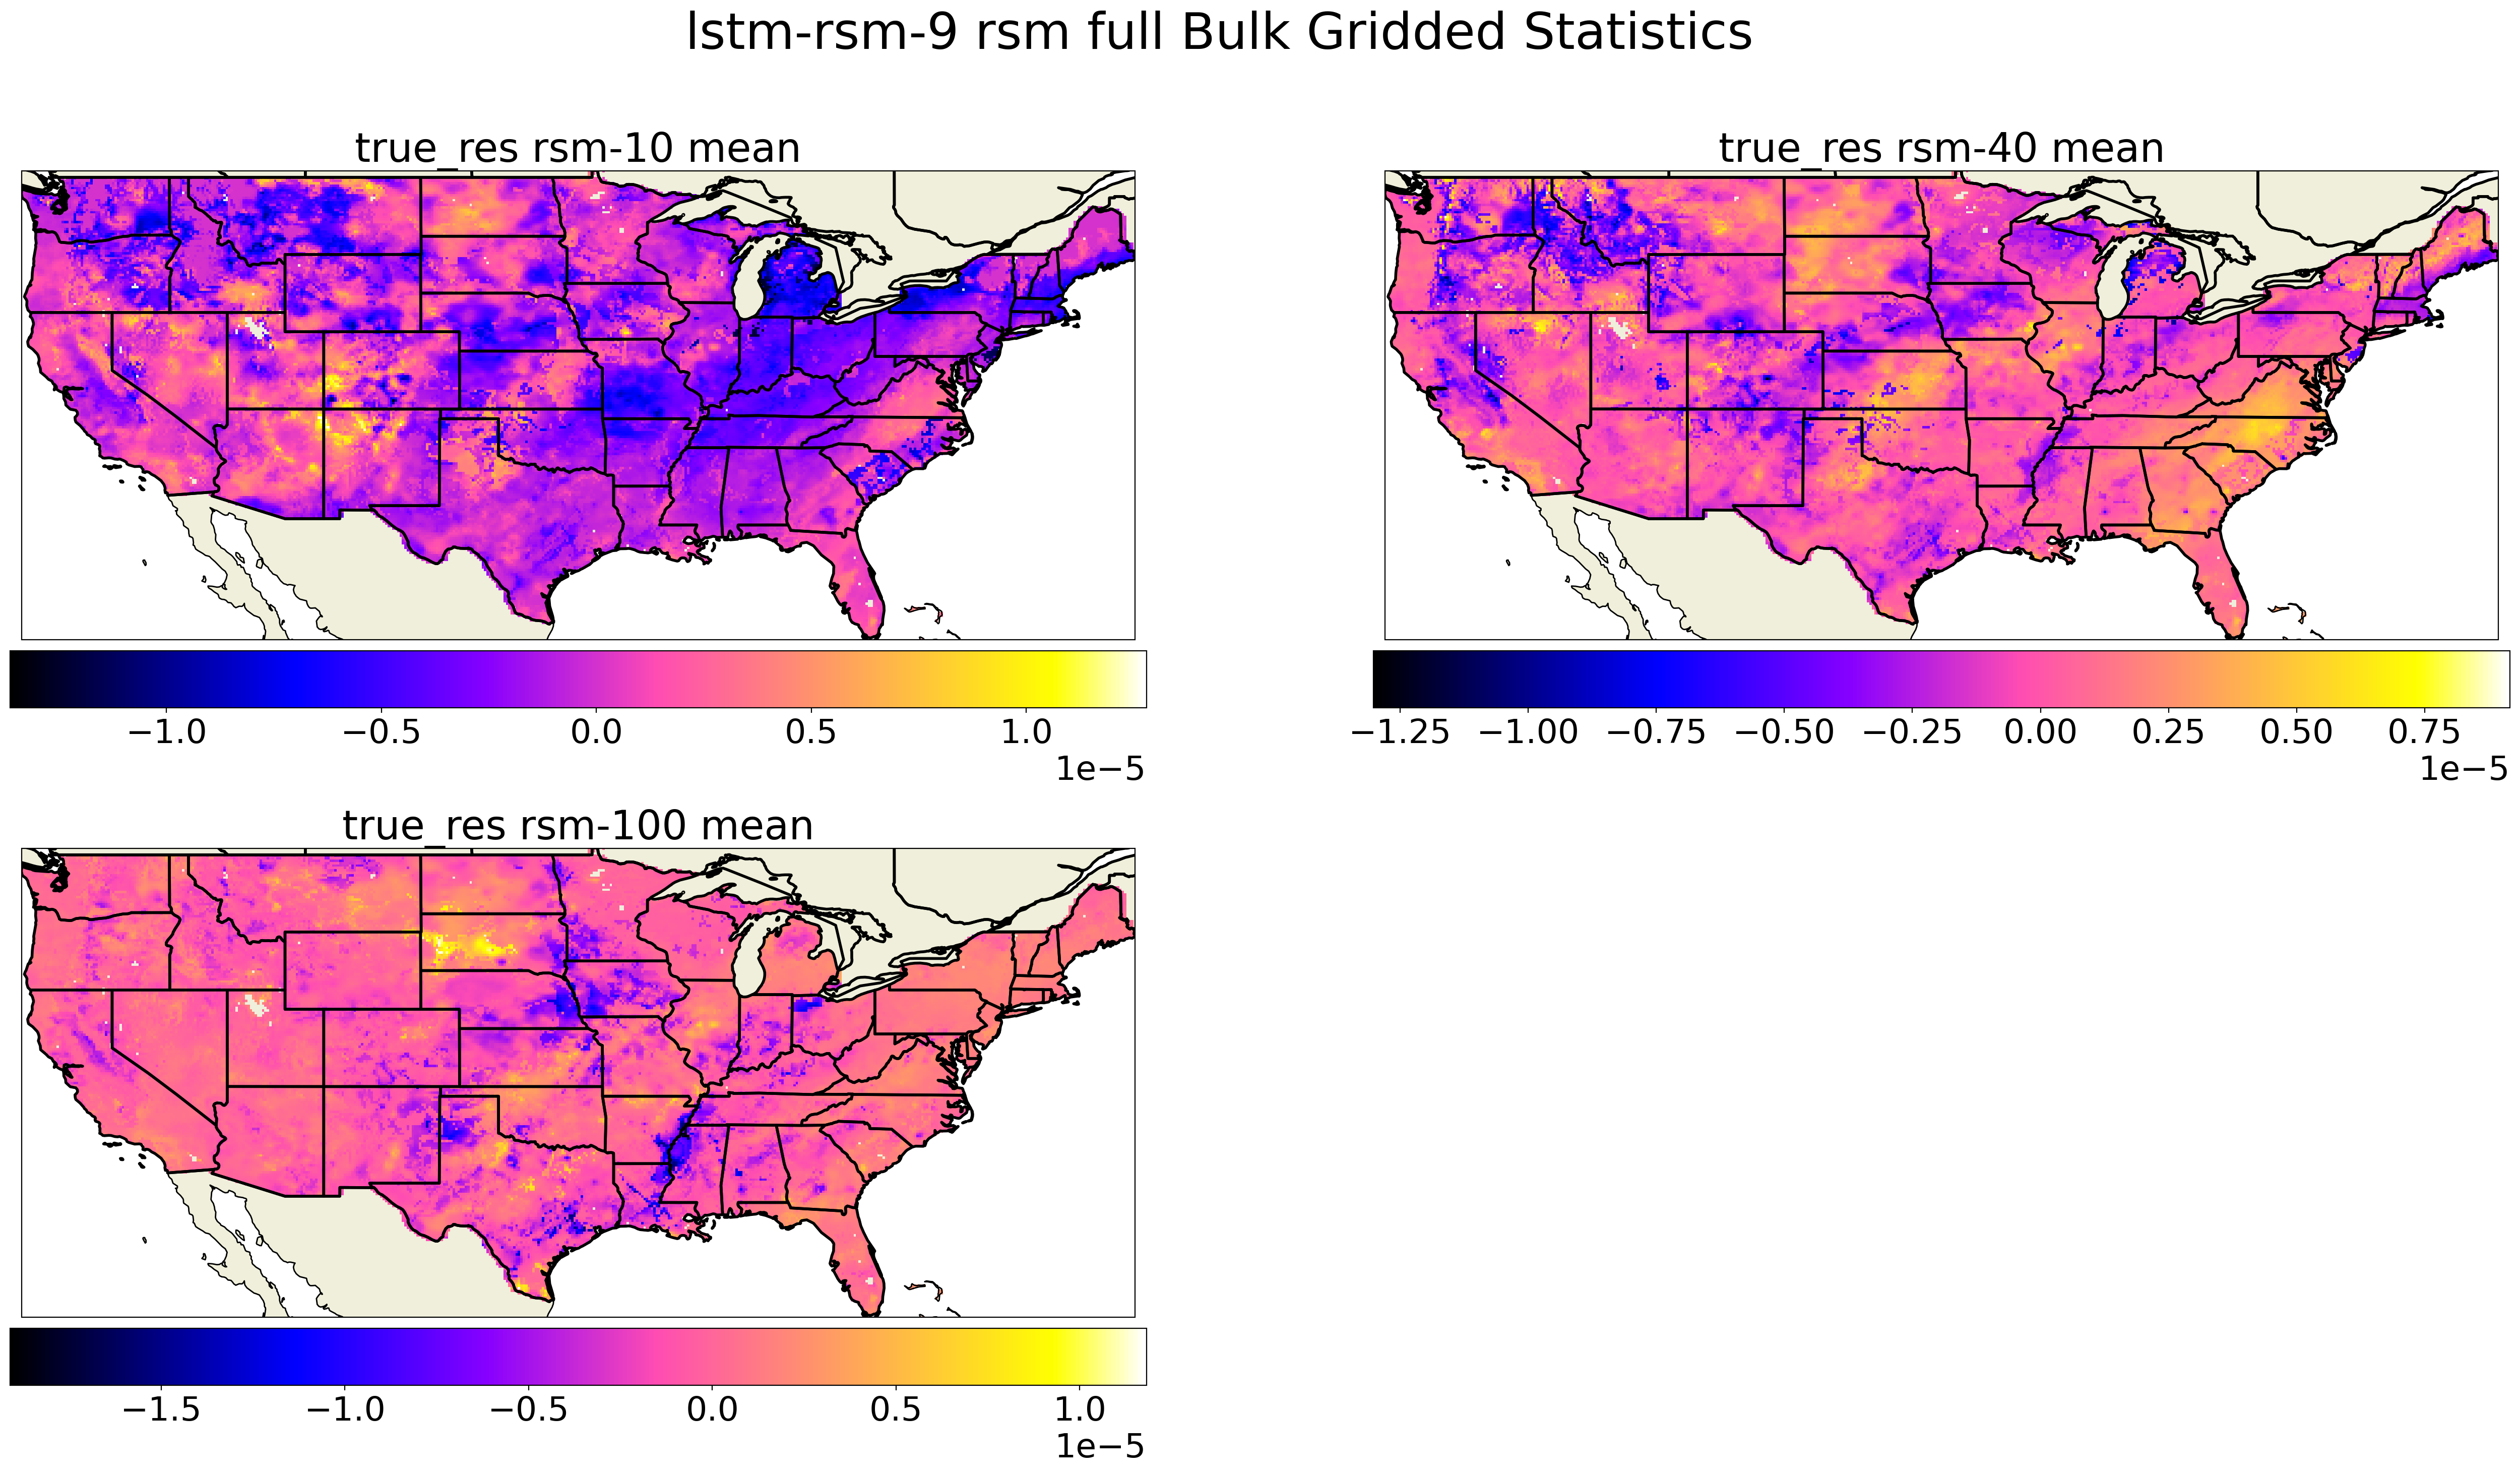 lstm-rsm-9 rsm full Bulk Gridded Statistics
true_res rsm-10 mean
−1.0 −0.5 0.0 0.5 1.0
1e−5
true_res rsm-40 mean
−1.25 −1.00 −0.75 −0.50 −0.25 0.00 0.25 0.50 0.75
1e−5
true_res rsm-100 mean
−1.5 −1.0 −0.5 0.0 0.5 1.0
1e−5